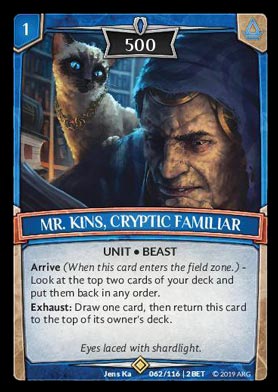 1
500
MR. KINS, CRYPTIC FAMILIAR
UNIT • BEAST
Arrive (When this card enters the field zone.) -
Look at the top two cards of your deck and
put them back in any order.
Exhaust: Draw one card, then return this card
to the top of its owner's deck.
Eyes laced with shardlight.
Jens Ka 062/116 | 2BET © 2019 ARG